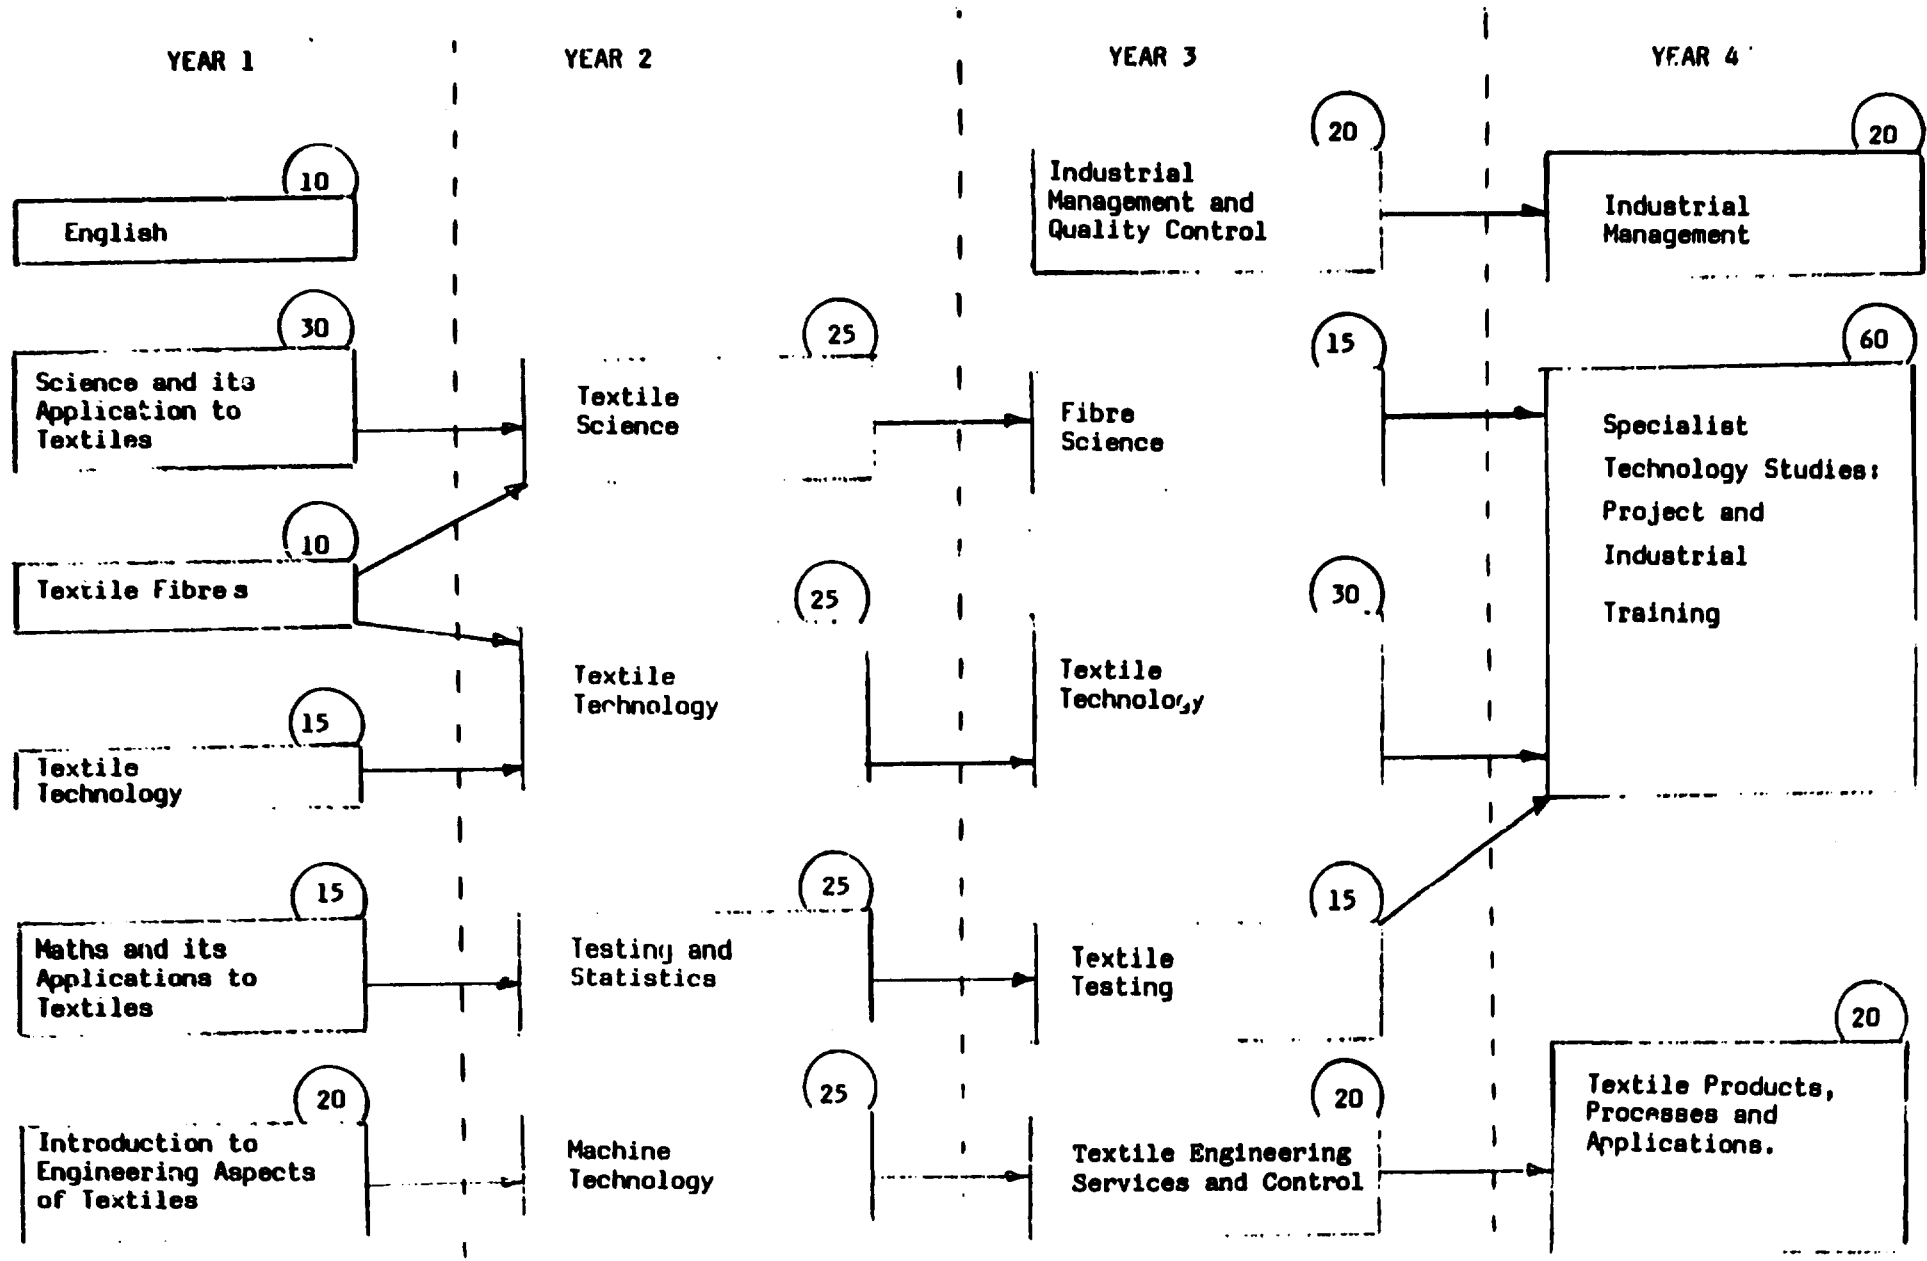 YEAR 1
YEAR 2
YEAR 3
YEAR 4
10
English
30
Science and its
Application to
Textiles
10
Textile Fibres
15
Textile
Technology
15
Maths and its
Applications to
Textiles
20
Introduction to
Engineering Aspects
of Textiles
25
Textile
Science
25
Textile
Technology
25
Testing and
Statistics
25
Machine
Technology
20
Industrial
Management and
Quality Control
15
Fibre
Science
30
Textile
Technology
15
Textile
Testing
20
Textile Engineering
Services and Control
20
Industrial
Management
60
Specialist
Technology Studies:
Project and
Industrial
Training
20
Textile Products,
Processes and
Applications.